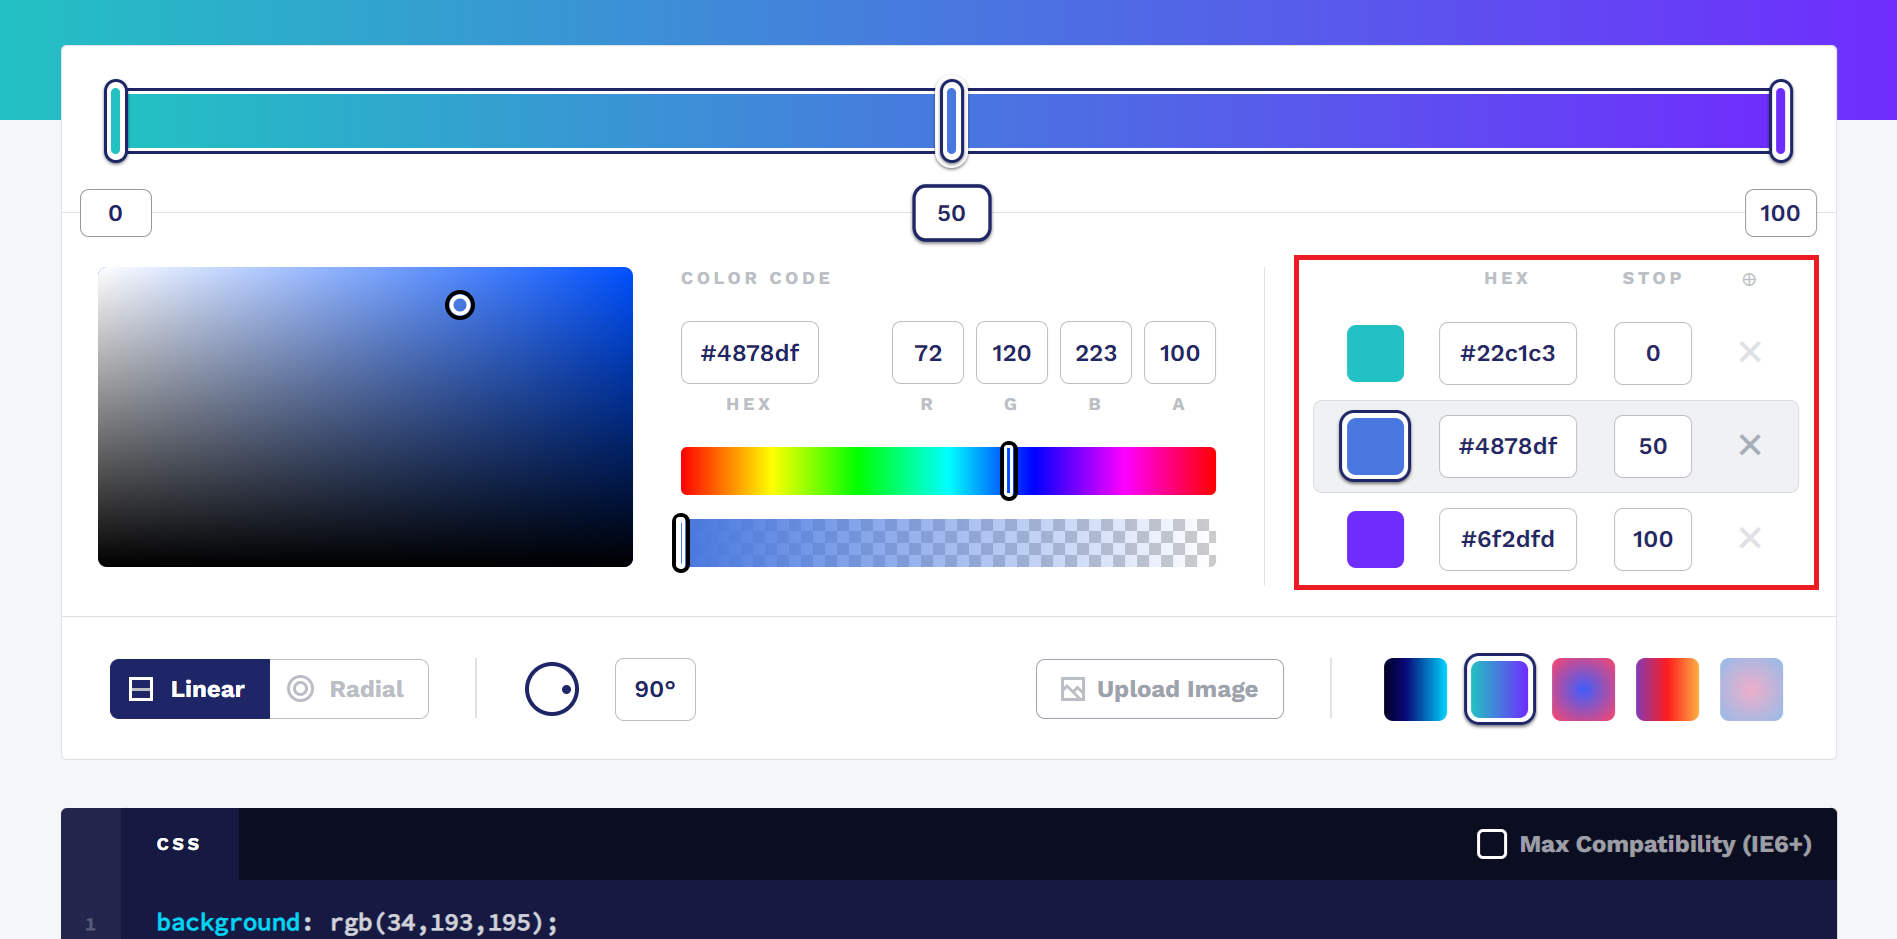 0 50 100
COLOR CODE
#4878df 72 120 223 100
HEX R G B A
HEX STOP
#22c1c3 0
#4878df 50
#6f2dfd 100
Linear Radial 90° Upload Image
css Max Compatibility (IE6+)
1 background: rgb(34,193,195);